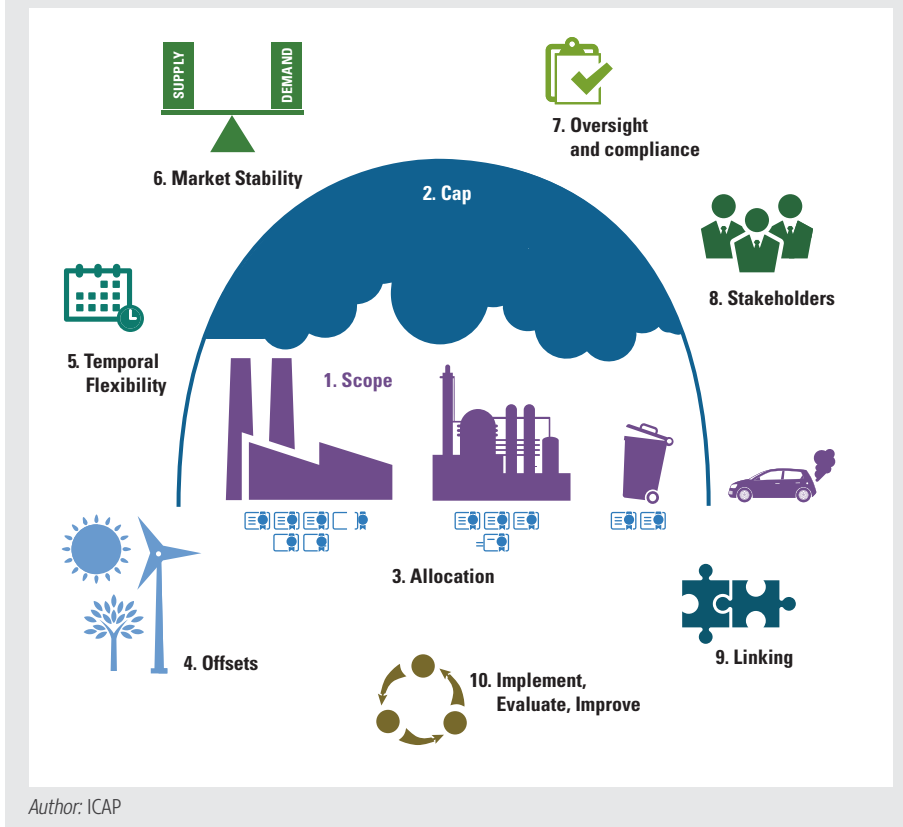 SUPPLY
DEMAND
6. Market Stability
7. Oversight
and compliance
2. Cap
8. Stakeholders
5. Temporal
Flexibility
1. Scope
3. Allocation
4. Offsets
9. Linking
10. Implement,
Evaluate, Improve
Author: ICAP